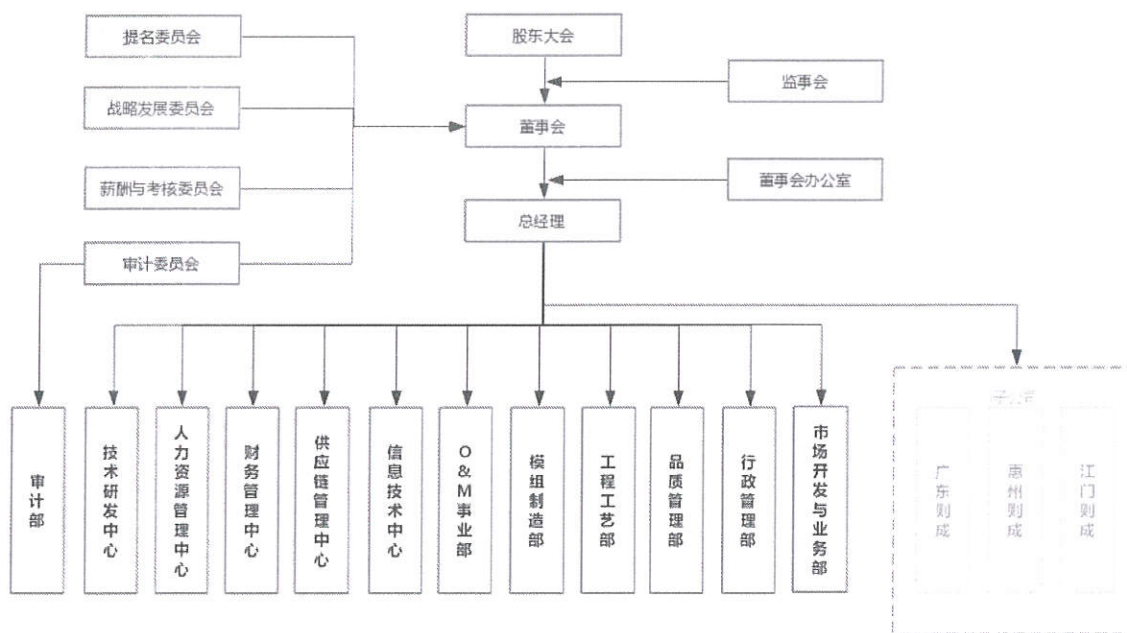 提名委员会
股东大会
监事会
战略发展委员会
董事会
薪酬与考核委员会
董事会办公室
总经理
审计委员会
审计部
技术研发中心
人力资源管理中心
财务管理中心
供应链管理中心
信息技术中心
O&M事业部
模组制造部
工程工艺部
品质管理部
行政管理部
市场开发与业务部
子公司
广东则成
惠州则成
江门则成